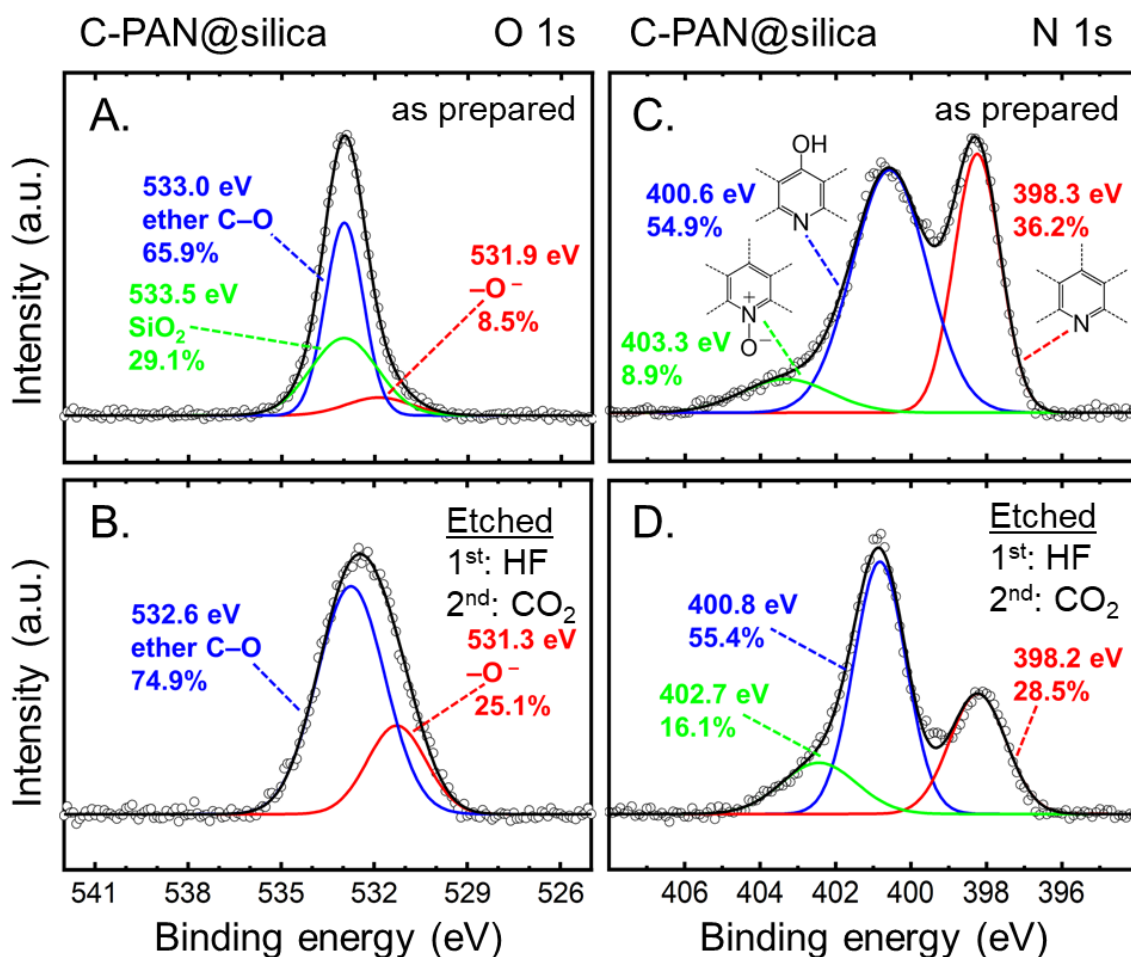 C-PAN@silica O 1s
C-PAN@silica N 1s
Intensity (a.u.)
A.
as prepared
533.0 eV
ether C–O
65.9%
533.5 eV
SiO₂
29.1%
531.9 eV
–O⁻
8.5%
C.
as prepared
OH
N
400.6 eV
54.9%
N
+
O⁻
403.3 eV
8.9%
398.3 eV
36.2%
N
Intensity (a.u.)
B.
Etched
1st: HF
2nd: CO₂
532.6 eV
ether C–O
74.9%
531.3 eV
–O⁻
25.1%
541 538 535 532 529 526
Binding energy (eV)
D.
Etched
1st: HF
2nd: CO₂
400.8 eV
55.4%
402.7 eV
16.1%
398.2 eV
28.5%
406 404 402 400 398 396
Binding energy (eV)